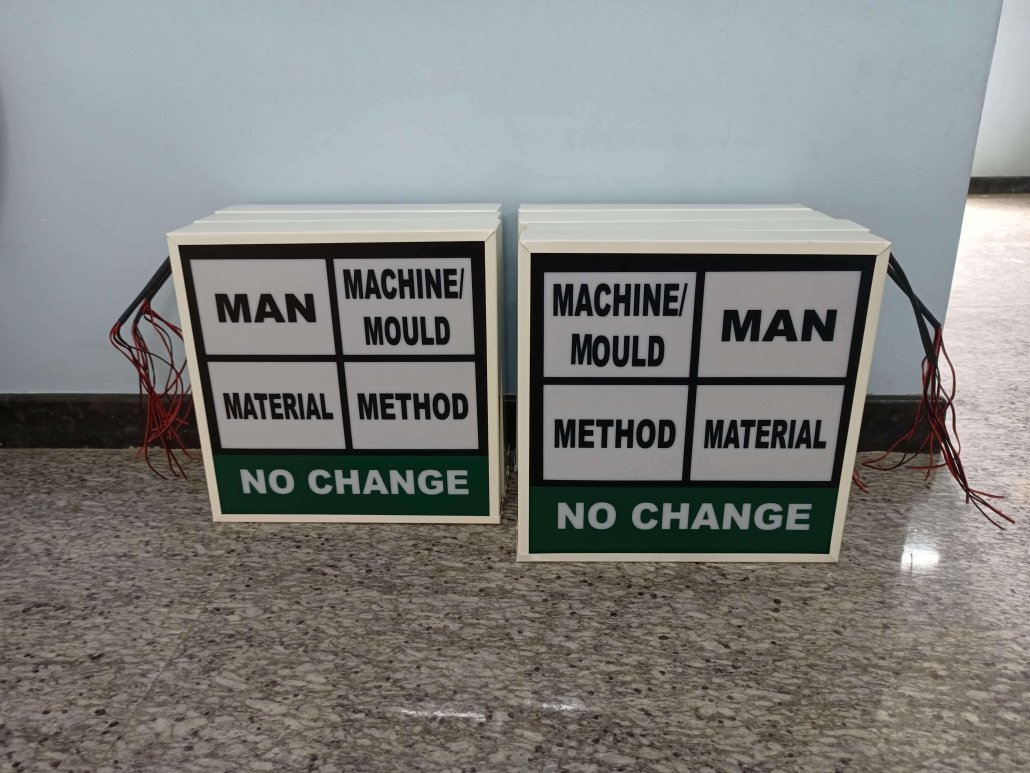 MAN
MACHINE/
MOULD
MATERIAL
METHOD
NO CHANGE
MACHINE/
MOULD
MAN
METHOD
MATERIAL
NO CHANGE